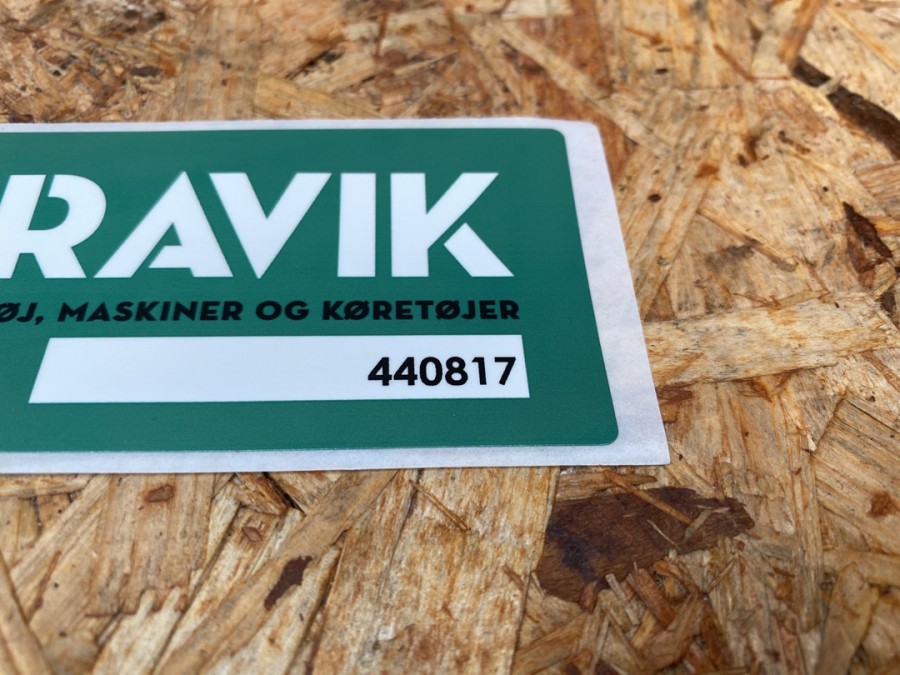 RAVIK
ØJ, MASKINER OG KØRETØJER
440817